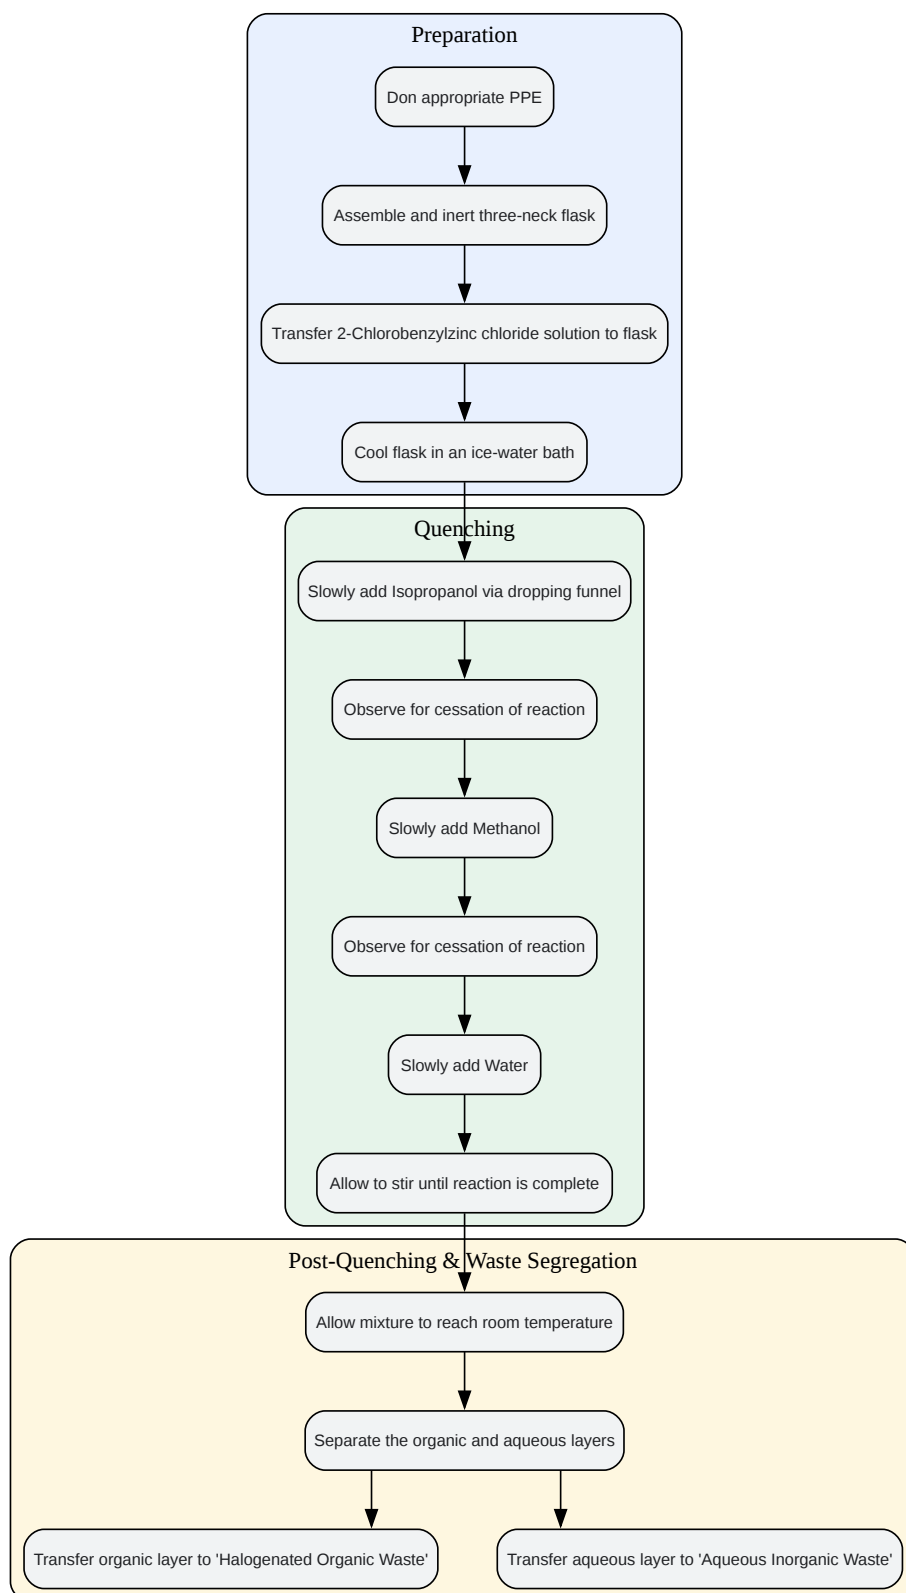 Preparation
Don appropriate PPE
Assemble and inert three-neck flask
Transfer 2-Chlorobenzylzinc chloride solution to flask
Cool flask in an ice-water bath
Quenching
Slowly add Isopropanol via dropping funnel
Observe for cessation of reaction
Slowly add Methanol
Observe for cessation of reaction
Slowly add Water
Allow to stir until reaction is complete
Post-Quenching & Waste Segregation
Allow mixture to reach room temperature
Separate the organic and aqueous layers
Transfer organic layer to 'Halogenated Organic Waste'
Transfer aqueous layer to 'Aqueous Inorganic Waste'